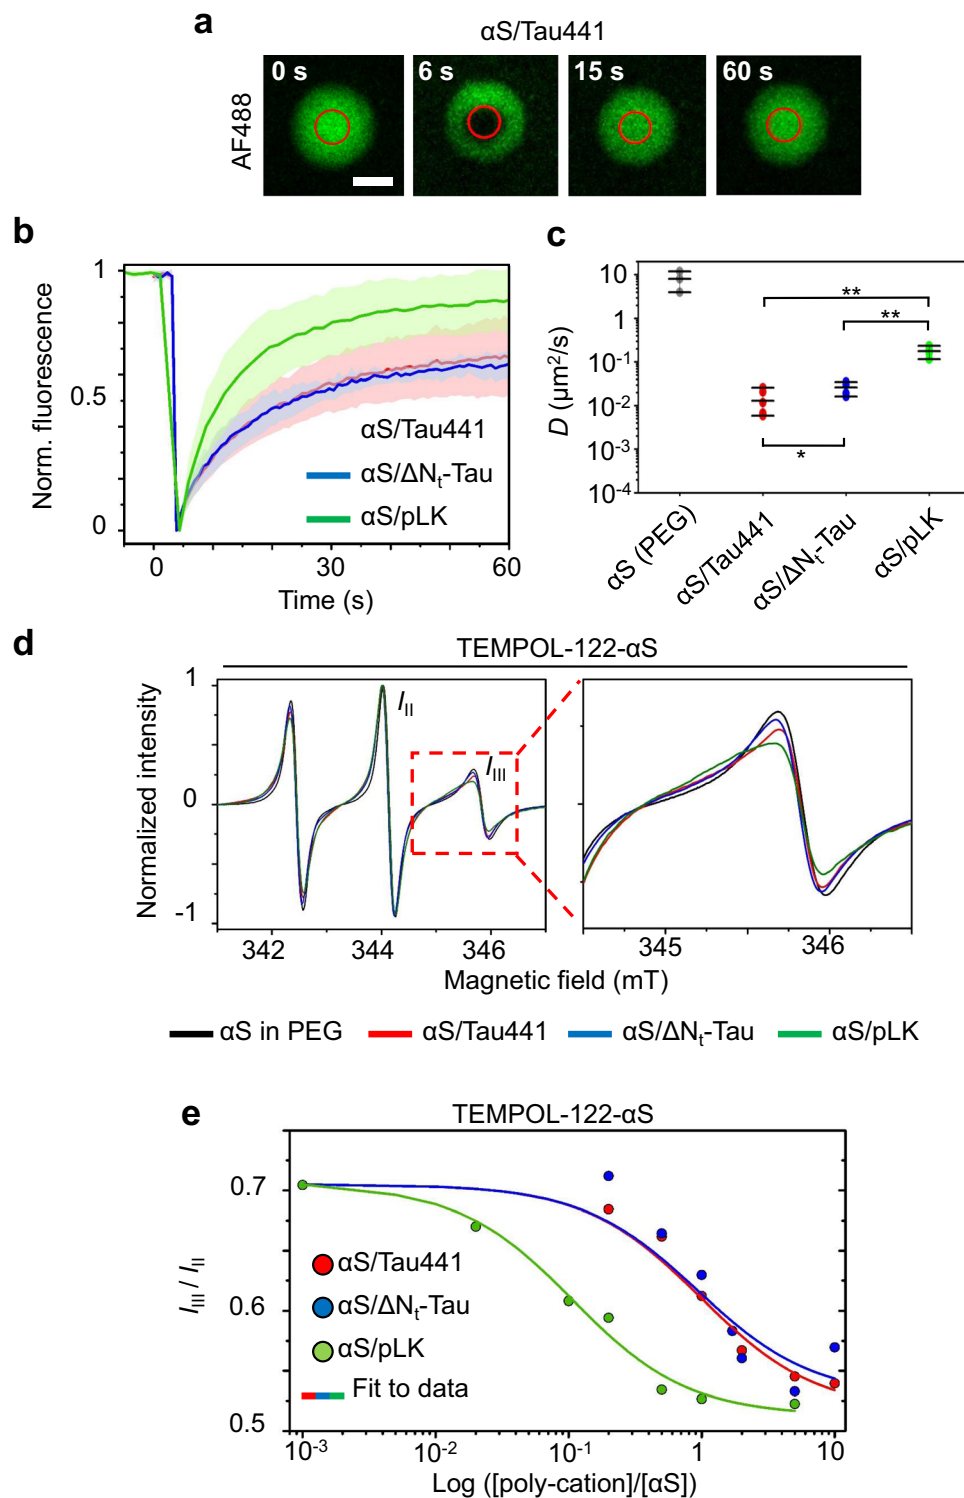 a
αS/Tau441
0 s
6 s
15 s
60 s
AF488
b
1
0.5
0
Norm. fluorescence
αS/Tau441
αS/ΔNt-Tau
αS/pLK
0
30
60
Time (s)
c
10
1
10-1
10-2
10-3
10-4
D (μm2/s)
**
**
*
αS (PEG)
αS/Tau441
αS/ΔNt-Tau
αS/pLK
d
TEMPOL-122-αS
1
0
-1
Normalized intensity
III
IIII
342
344
346
345
346
Magnetic field (mT)
αS in PEG
αS/Tau441
αS/ΔNt-Tau
αS/pLK
e
TEMPOL-122-αS
0.7
0.6
0.5
IIII / III
αS/Tau441
αS/ΔNt-Tau
αS/pLK
Fit to data
10-3
10-2
10-1
1
10
Log ([poly-cation]/[αS])